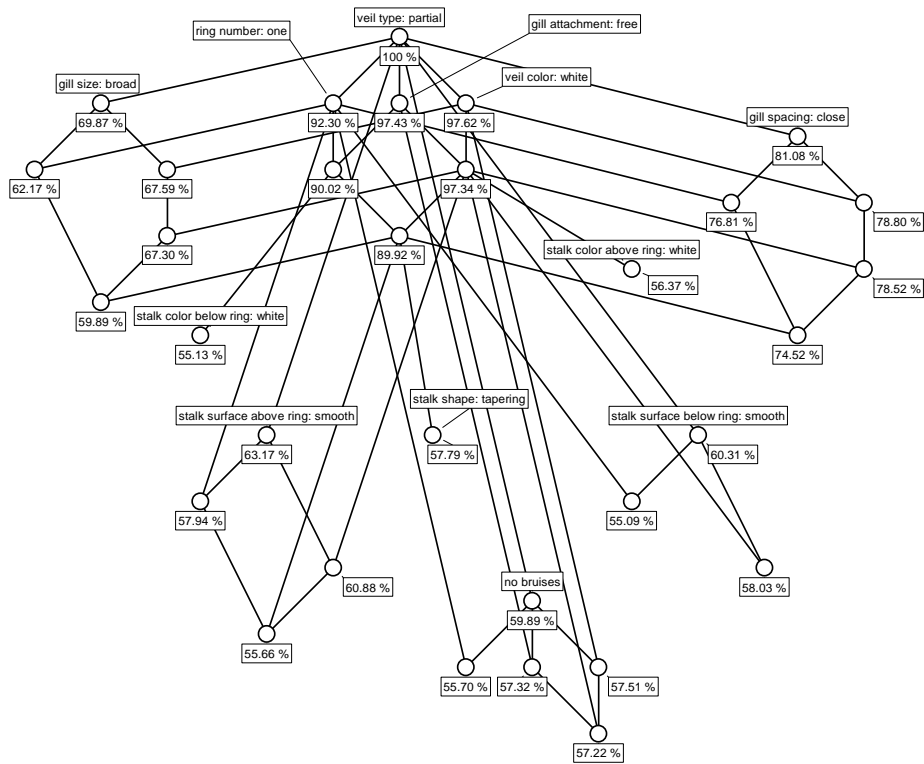 veil type: partial
ring number: one
gill attachment: free
100 %
veil color: white
gill size: broad
69.87 %
92.30 %
97.43 %
97.62 %
gill spacing: close
81.08 %
62.17 %
67.59 %
90.02 %
97.34 %
76.81 %
78.80 %
67.30 %
89.92 %
stalk color above ring: white
56.37 %
78.52 %
59.89 %
stalk color below ring: white
55.13 %
74.52 %
stalk surface above ring: smooth
63.17 %
stalk shape: tapering
57.79 %
stalk surface below ring: smooth
60.31 %
57.94 %
55.09 %
60.88 %
no bruises
59.89 %
58.03 %
55.66 %
55.70 %
57.32 %
57.51 %
57.22 %